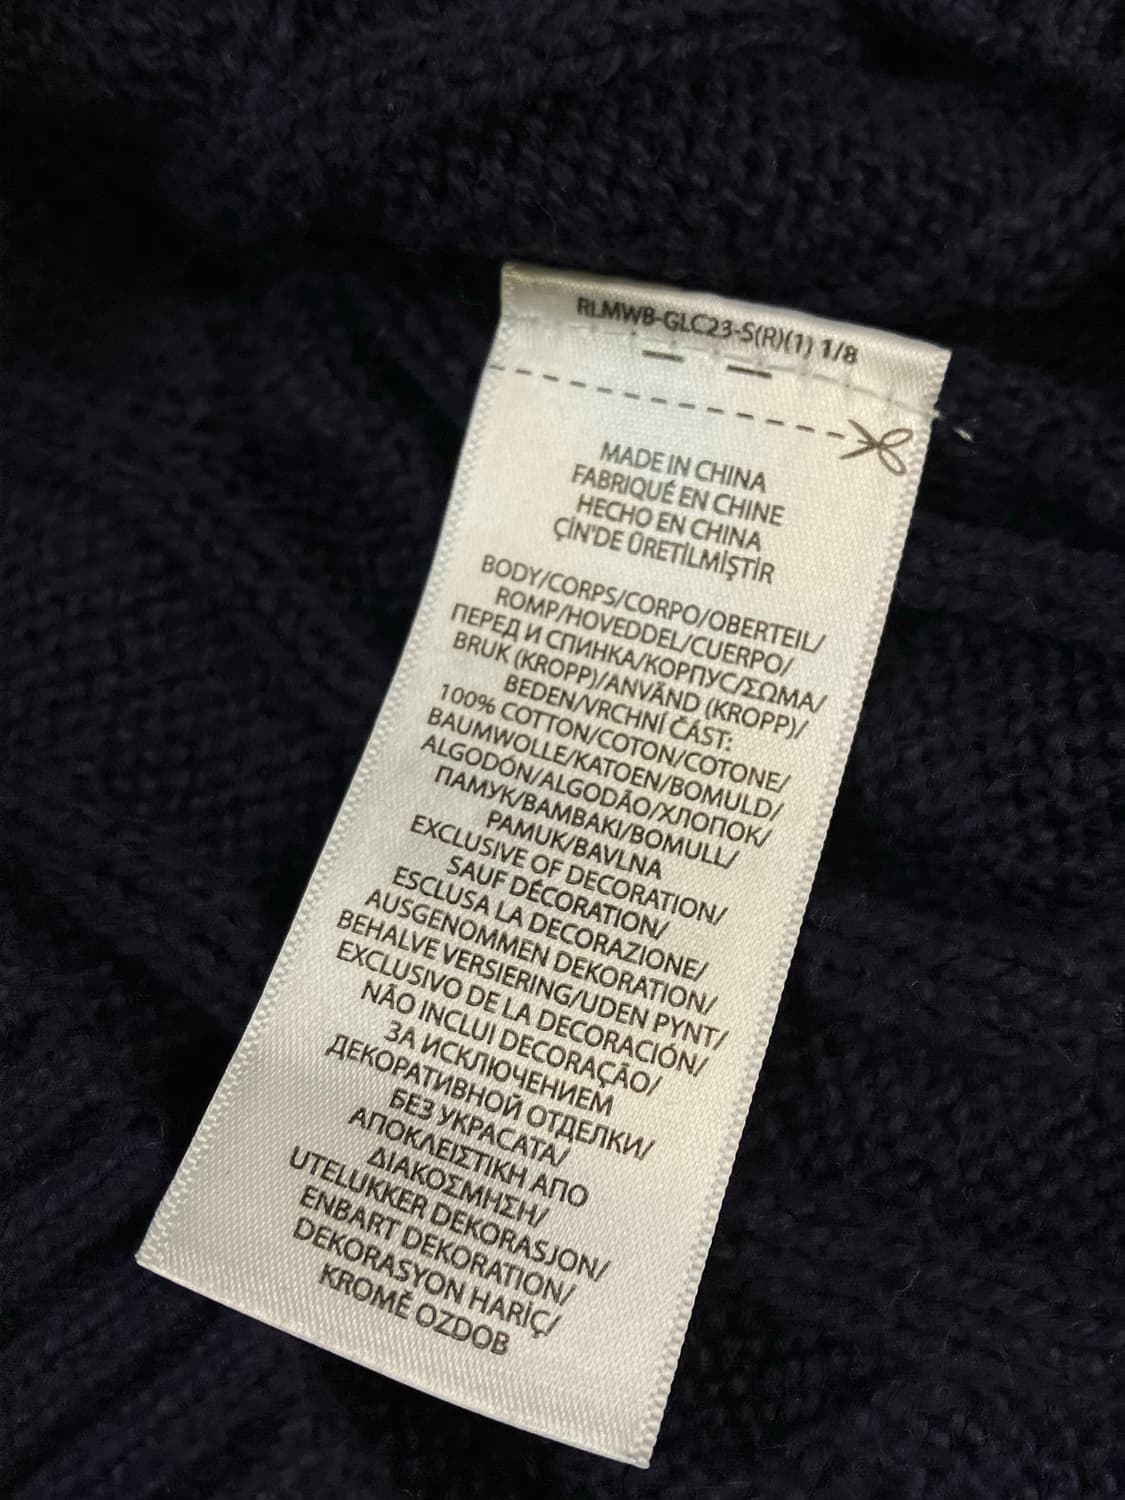 RLMWB-GLC23-S(R)(1) 1/8
MADE IN CHINA
FABRIQUÉ EN CHINE
HECHO EN CHINA
ÇİN'DE ÜRETİLMİŞTİR
BODY/CORPS/CORPO/OBERTEIL/
ROMP/HOVEDDEL/CUERPO/
ПЕРЕД И СПИНКА/КОРПУС/ΣΩΜΑ/
BRUK (KROPP)/ANVÄND (KROPP)/
BEDEN/VRCHNÍ ČÁST:
100% COTTON/COTON/COTONE/
BAUMWOLLE/KATOEN/BOMULD/
ALGODÓN/ALGODÃO/ХЛОПОК/
ПАМУК/ΒΑΜΒΑΚΙ/BOMULL/
PAMUK/BAVLNA
EXCLUSIVE OF DECORATION/
SAUF DÉCORATION/
ESCLUSA LA DECORAZIONE/
AUSGENOMMEN DEKORATION/
BEHALVE VERSIERING/UDEN PYNT/
EXCLUSIVO DE LA DECORACIÓN/
NÃO INCLUI DECORAÇÃO/
ЗА ИСКЛЮЧЕНИЕМ
ДЕКОРАТИВНОЙ ОТДЕЛКИ/
БЕЗ УКРАСАТА/
ΑΠΟΚΛΕΙΣΤΙΚΗ ΑΠΟ
ΔΙΑΚΟΣΜΗΣΗ/
UTELUKKER DEKORASJON/
ENBART DEKORATION/
DEKORASYON HARİÇ/
KROMĚ OZDOB